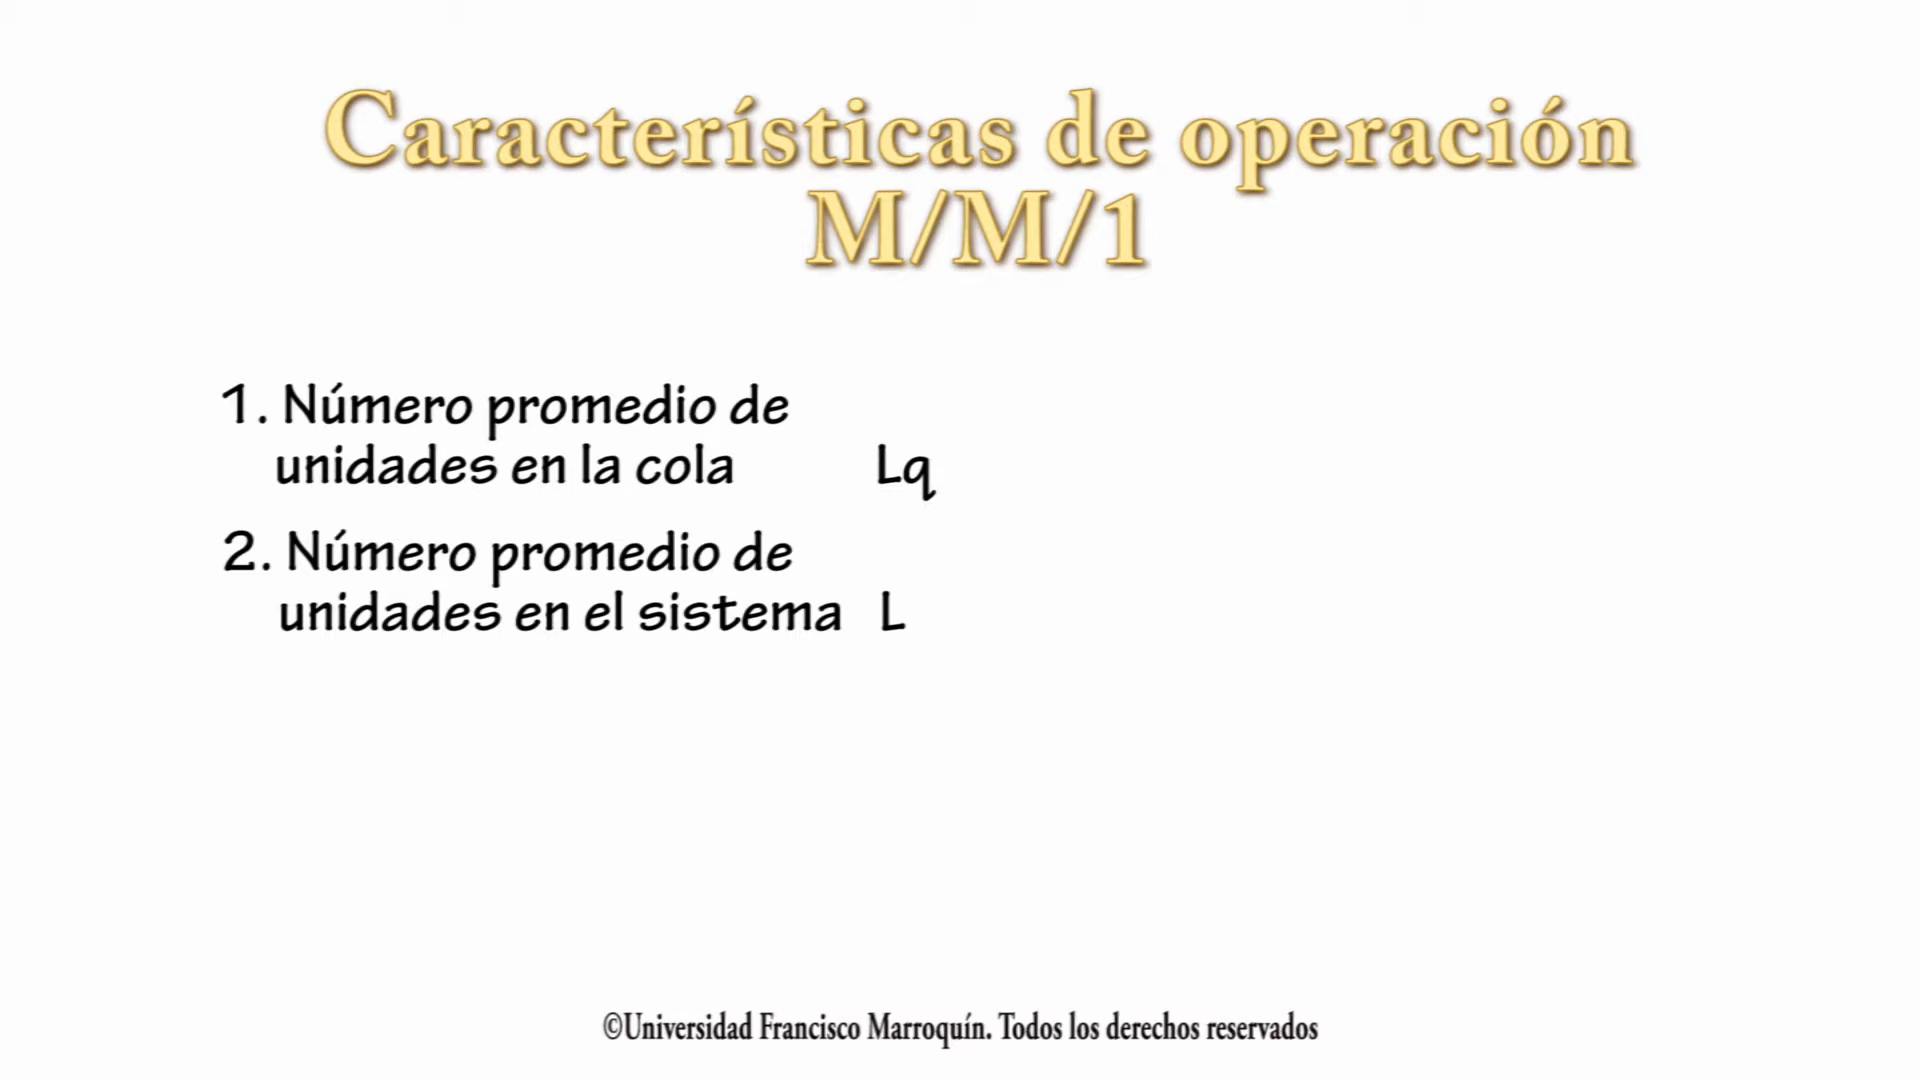 Características de operación
M/M/1
1. Número promedio de
unidades en la cola Lq
2. Número promedio de
unidades en el sistema L
©Universidad Francisco Marroquín. Todos los derechos reservados